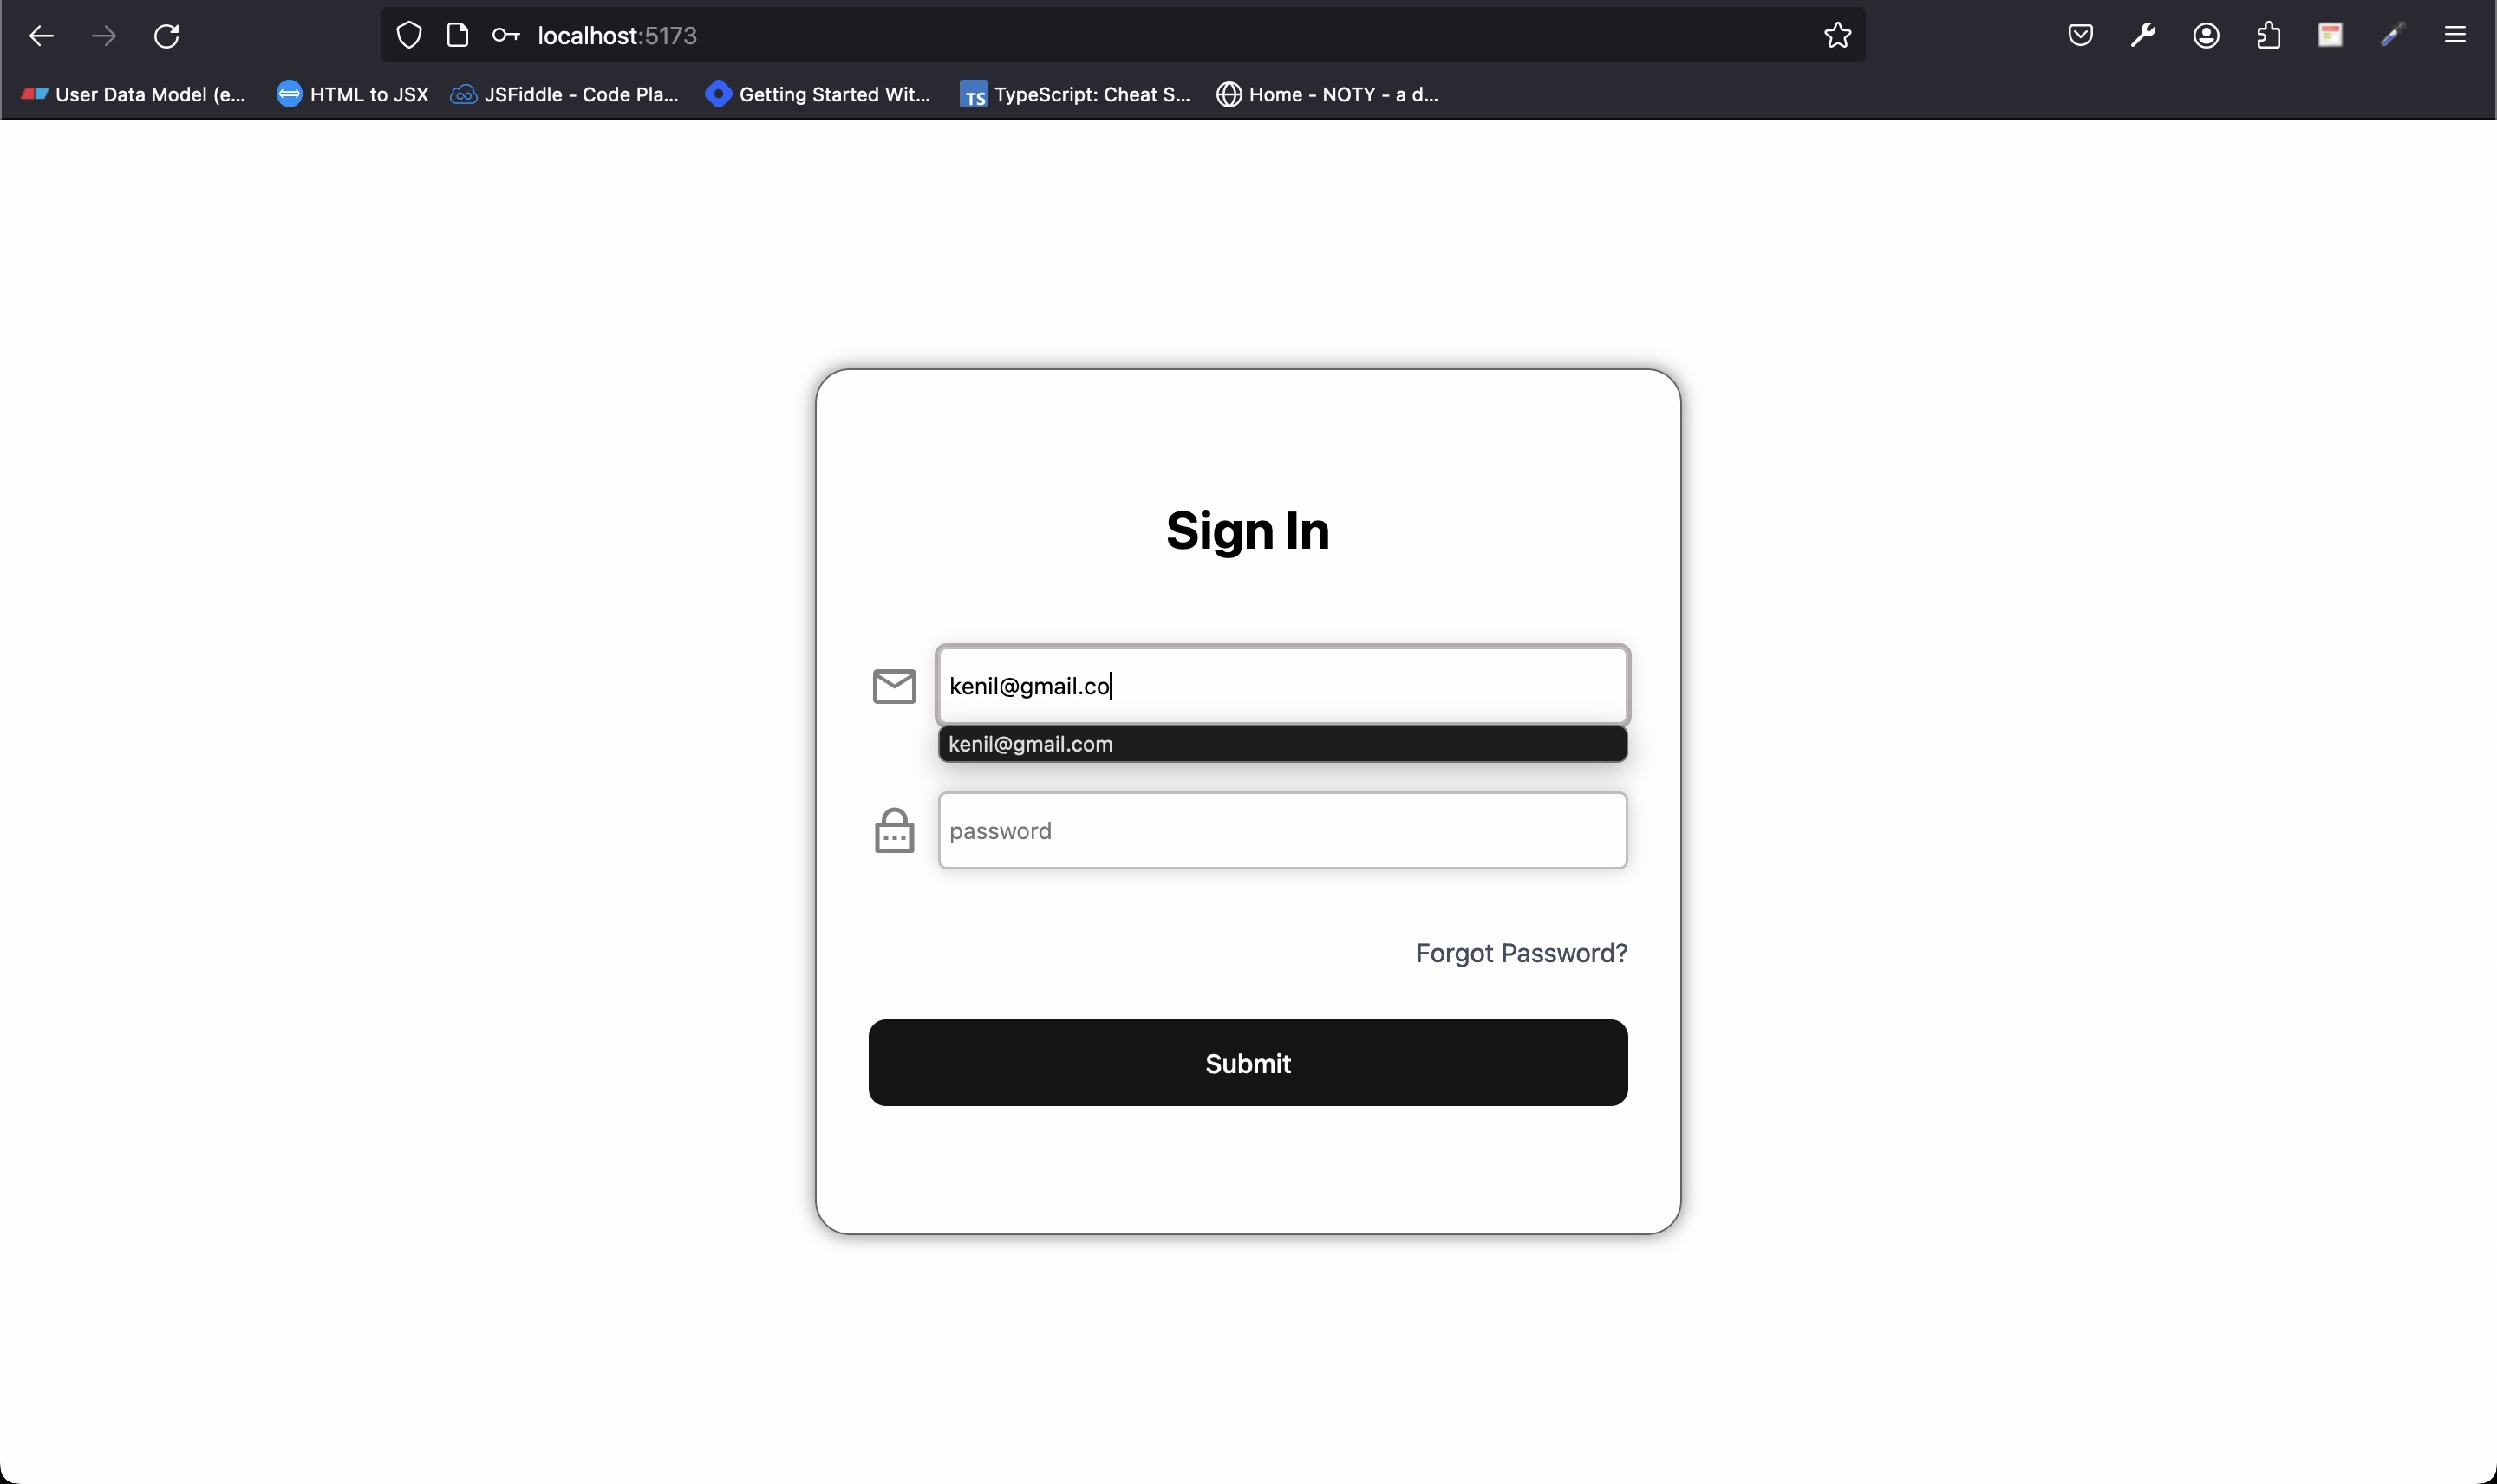 localhost:5173
User Data Model (e... HTML to JSX JSFiddle - Code Pla... Getting Started Wit... TS TypeScript: Cheat S... Home - NOTY - a d...
Sign In
kenil@gmail.co
kenil@gmail.com
password
Forgot Password?
Submit